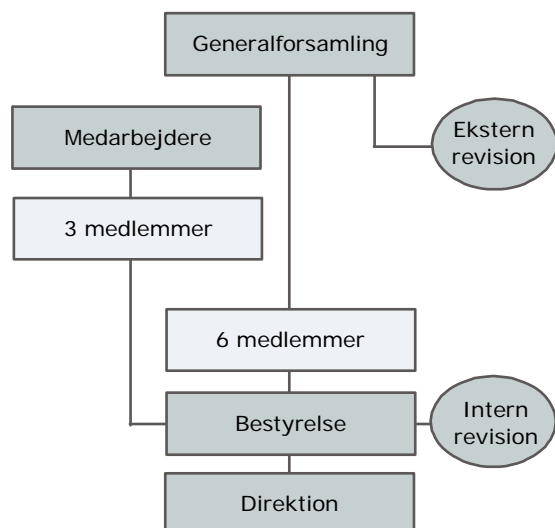 Generalforsamling
Ekstern
revision
Medarbejdere
3 medlemmer
6 medlemmer
Bestyrelse
Intern
revision
Direktion